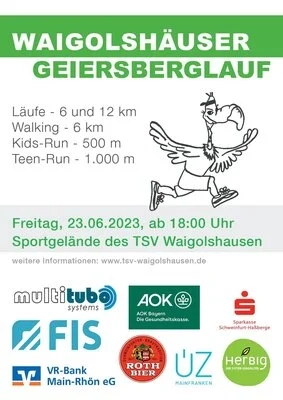 WAIGOLSHÄUSER
GEIERSBERGLAUF
Läufe - 6 und 12 km
Walking - 6 km
Kids-Run - 500 m
Teen-Run - 1.000 m
Freitag, 23.06.2023, ab 18:00 Uhr
Sportgelände des TSV Waigolshausen
weitere Informationen: www.tsv-waigolshausen.de
multitubo
systems
AOK
AOK Bayern
Die Gesundheitskasse.
Sparkasse
Schweinfurt-Haßberge
FIS
VR-Bank
Main-Rhön eG
ROTH
BIER
ÜZ
MAINFRANKEN
HERBIG